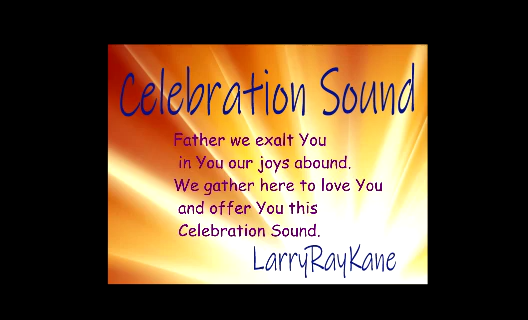 Celebration Sound
Father we exalt You
in You our joys abound.
We gather here to love You
and offer You this
Celebration Sound.
LarryRayKane